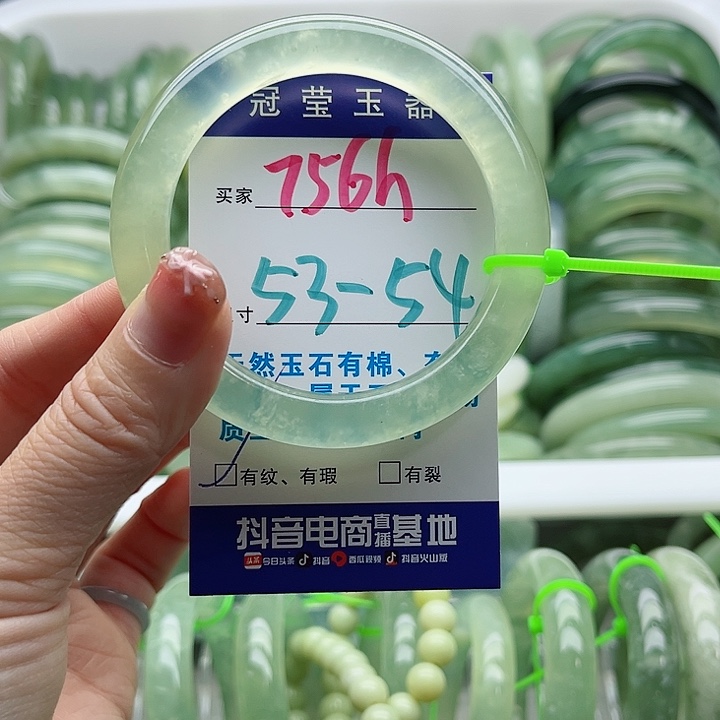 冠莹玉器
买家 756h
寸 53-54
天然玉石有棉、
有纹、有瑕 有裂
抖音电商直播基地
今日头条 抖音 西瓜视频 抖音火山版